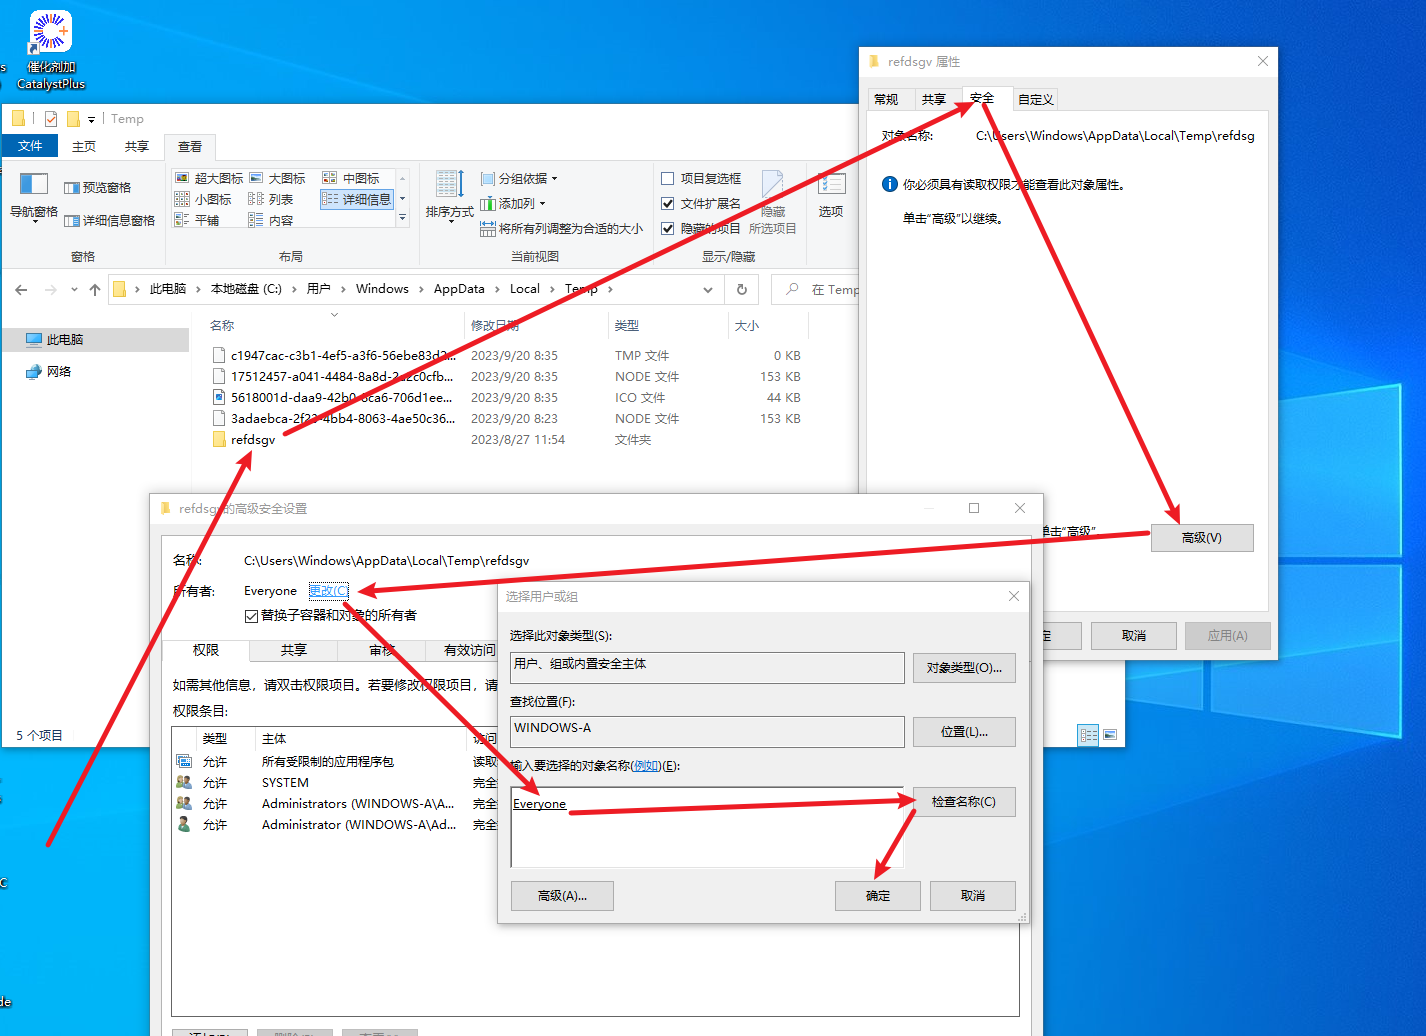 催化剂加
CatalystPlus
Temp
文件
主页
共享
查看
导航窗格
预览窗格
详细信息窗格
窗格
超大图标
大图标
中图标
小图标
列表
详细信息
平铺
内容
布局
排序方式
分组依据
添加列
将所有列调整为合适的大小
当前视图
项目复选框
文件扩展名
隐藏的项目
隐藏
所选项目
显示/隐藏
选项
此电脑 本地磁盘 (C:) 用户 Windows AppData Local Temp
在 Temp
此电脑
网络
名称 修改日期 类型 大小
c1947cac-c3b1-4ef5-a3f6-56ebe83d2... 2023/9/20 8:35 TMP 文件 0 KB
17512457-a041-4484-8a8d-2a2c0cfb... 2023/9/20 8:35 NODE 文件 153 KB
5618001d-daa9-42b0-8ca6-706d1ee... 2023/9/20 8:35 ICO 文件 44 KB
3adaebca-2f23-4bb4-8063-4ae50c36... 2023/9/20 8:23 NODE 文件 153 KB
refdsgv 2023/8/27 11:54 文件夹
5 个项目
refdsgv 属性
常规 共享 安全 自定义
对象名称: C:\Users\Windows\AppData\Local\Temp\refdsg
你必须具有读取权限才能查看此对象属性。
单击“高级”以继续。
单击“高级”。
高级(V)
定
取消
应用(A)
refdsgv的高级安全设置
名称: C:\Users\Windows\AppData\Local\Temp\refdsgv
所有者: Everyone 更改(C)
替换子容器和对象的所有者
权限 共享 审核 有效访问
如需其他信息，请双击权限项目。若要修改权限项目，请
权限条目:
类型 主体 访问
允许 所有受限制的应用程序包 读取
允许 SYSTEM 完全
允许 Administrators (WINDOWS-A\A... 完全
允许 Administrator (WINDOWS-A\Ad... 完全
选择用户或组
选择此对象类型(S):
用户、组或内置安全主体
对象类型(O)...
查找位置(F):
WINDOWS-A
位置(L)...
输入要选择的对象名称(例如)(E):
Everyone
检查名称(C)
高级(A)...
确定
取消